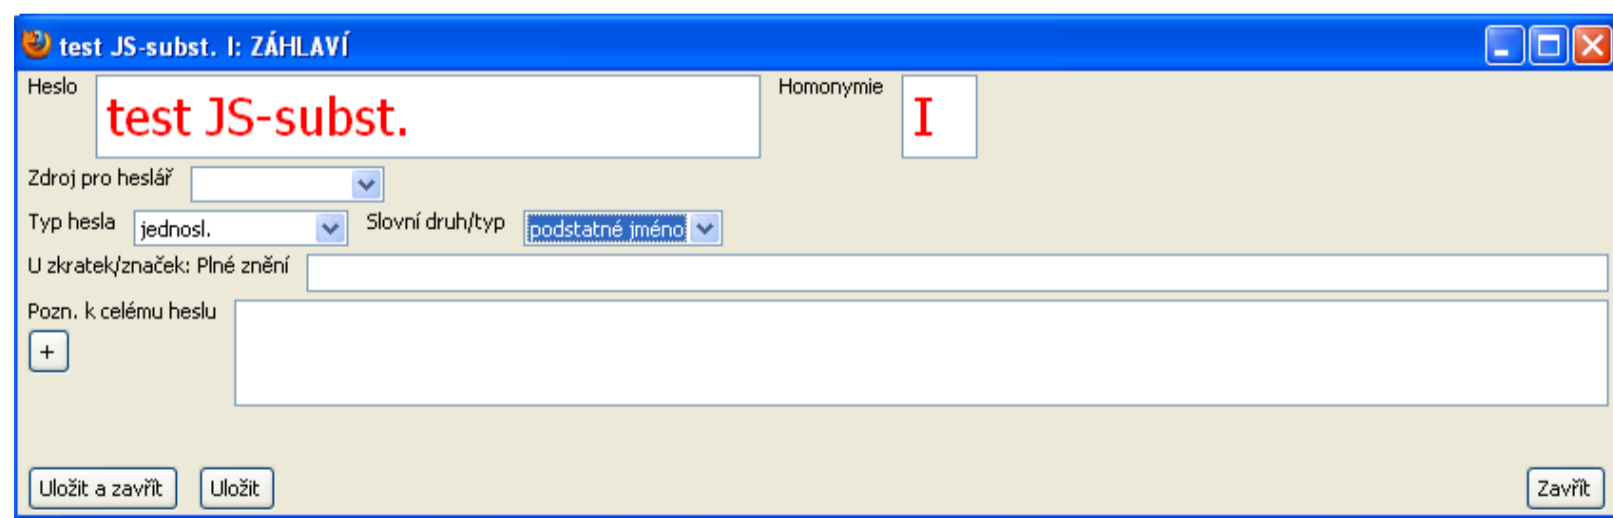 test JS-subst. I: ZÁHLAVÍ
Heslo test JS-subst. Homonymie I
Zdroj pro heslář
Typ hesla jednosl. Slovní druh/typ podstatné jméno
U zkratek/značek: Plné znění
Pozn. k celému heslu
+
Uložit a zavřít Uložit Zavřít